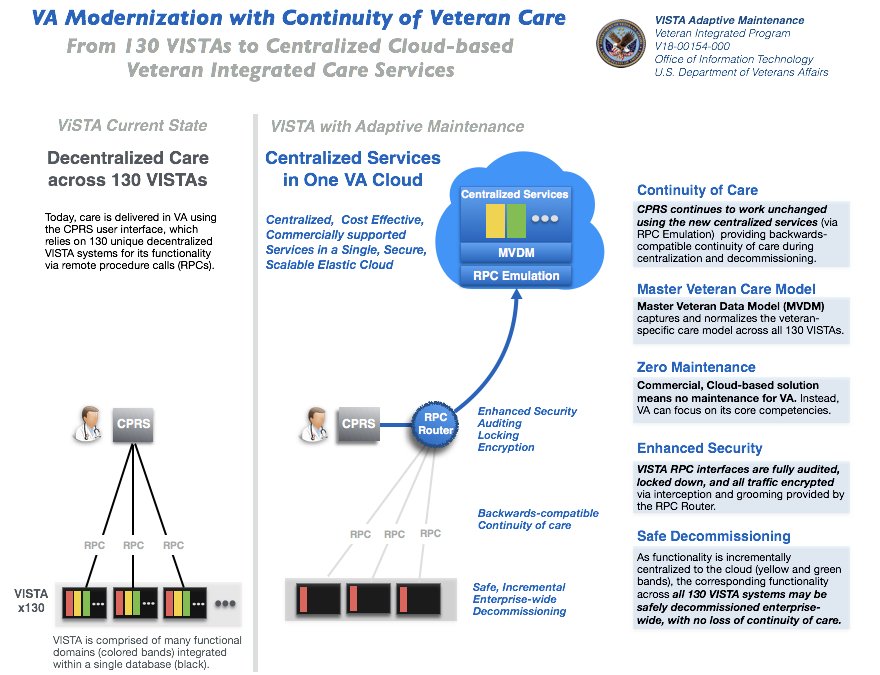 VA Modernization with Continuity of Veteran Care
From 130 VISTAs to Centralized Cloud-based
Veteran Integrated Care Services
VISTA Adaptive Maintenance
Veteran Integrated Program
V18-00154-000
Office of Information Technology
U.S. Department of Veterans Affairs
ViSTA Current State
Decentralized Care
across 130 VISTAs
Today, care is delivered in VA using
the CPRS user interface, which
relies on 130 unique decentralized
VISTA systems for its functionality
via remote procedure calls (RPCs).
CPRS
RPC RPC RPC
VISTA
x130
VISTA is comprised of many functional
domains (colored bands) integrated
within a single database (black).
VISTA with Adaptive Maintenance
Centralized Services
in One VA Cloud
Centralized, Cost Effective,
Commercially supported
Services in a Single, Secure,
Scalable Elastic Cloud
Centralized Services
MVDM
RPC Emulation
CPRS
RPC
Router
Enhanced Security
Auditing
Locking
Encryption
RPC RPC RPC
Backwards-compatible
Continuity of care
Safe, Incremental
Enterprise-wide
Decommissioning
Continuity of Care
CPRS continues to work unchanged
using the new centralized services (via
RPC Emulation) providing backwards-
compatible continuity of care during
centralization and decommissioning.
Master Veteran Care Model
Master Veteran Data Model (MVDM)
captures and normalizes the veteran-
specific care model across all 130 VISTAs.
Zero Maintenance
Commercial, Cloud-based solution
means no maintenance for VA. Instead,
VA can focus on its core competencies.
Enhanced Security
VISTA RPC interfaces are fully audited,
locked down, and all traffic encrypted
via interception and grooming provided by
the RPC Router.
Safe Decommissioning
As functionality is incrementally
centralized to the cloud (yellow and green
bands), the corresponding functionality
across all 130 VISTA systems may be
safely decommissioned enterprise-
wide, with no loss of continuity of care.